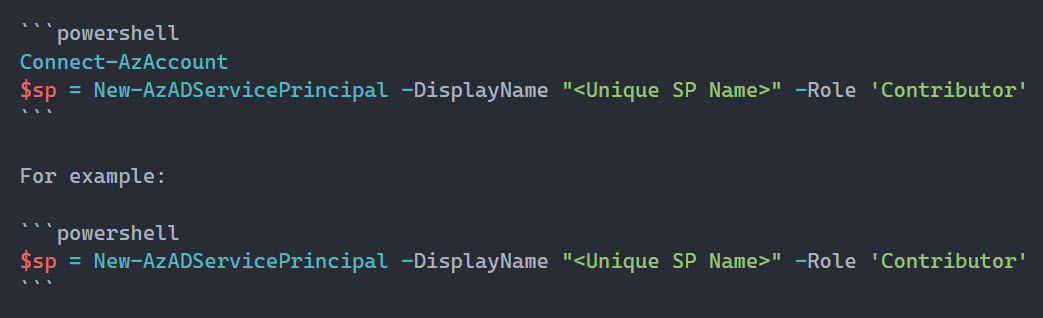 ```powershell
Connect-AzAccount
$sp = New-AzADServicePrincipal -DisplayName "<Unique SP Name>" -Role 'Contributor'
```
For example:
```powershell
$sp = New-AzADServicePrincipal -DisplayName "<Unique SP Name>" -Role 'Contributor'
```